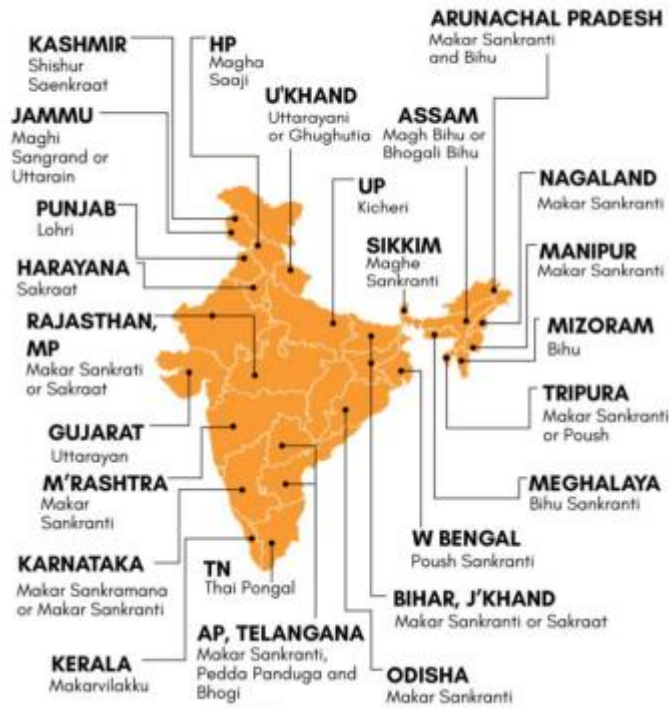 ARUNACHAL PRADESH
Makar Sankranti
and Bihu
KASHMIR
Shishur
Saenkraat
HP
Magha
Saaji
U'KHAND
Uttarayani
or Ghughutia
ASSAM
Magh Bihu or
Bhogali Bihu
JAMMU
Maghi
Sangrand or
Uttarain
UP
Kicheri
NAGALAND
Makar Sankranti
PUNJAB
Lohri
SIKKIM
Maghe
Sankranti
MANIPUR
Makar Sankranti
HARAYANA
Sakraat
RAJASTHAN,
MP
Makar Sankrati
or Sakraat
MIZORAM
Bihu
TRIPURA
Makar Sankranti
or Poush
GUJARAT
Uttarayan
M'RASHTRA
Makar
Sankranti
MEGHALAYA
Bihu Sankranti
W BENGAL
Poush Sankranti
KARNATAKA
Makar Sankramana
or Makar Sankranti
TN
Thai Pongal
BIHAR, J'KHAND
Makar Sankranti or Sakraat
AP, TELANGANA
Makar Sankranti,
Pedda Panduga and
Bhogi
KERALA
Makarvilakku
ODISHA
Makar Sankranti